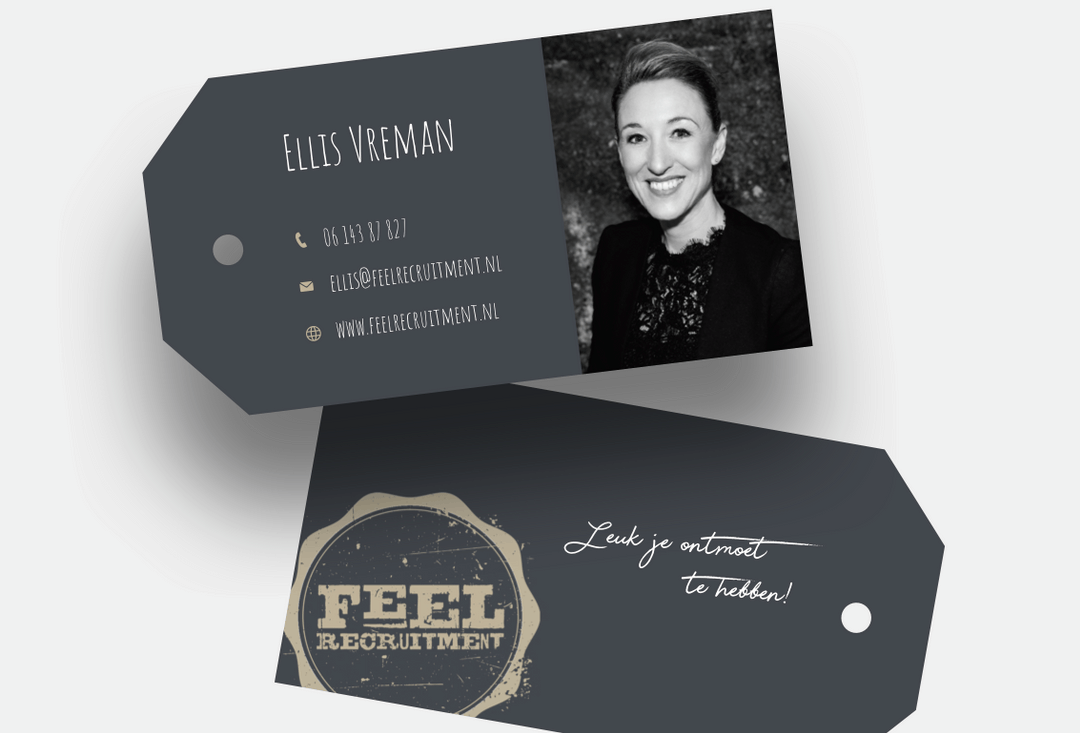 ELLIS VREMAN
06 143 87 827
ELLIS@FEELRECRUITMENT.NL
WWW.FEELRECRUITMENT.NL
FEEL
RECRUITMENT
Leuk je ontmoet
te hebben!